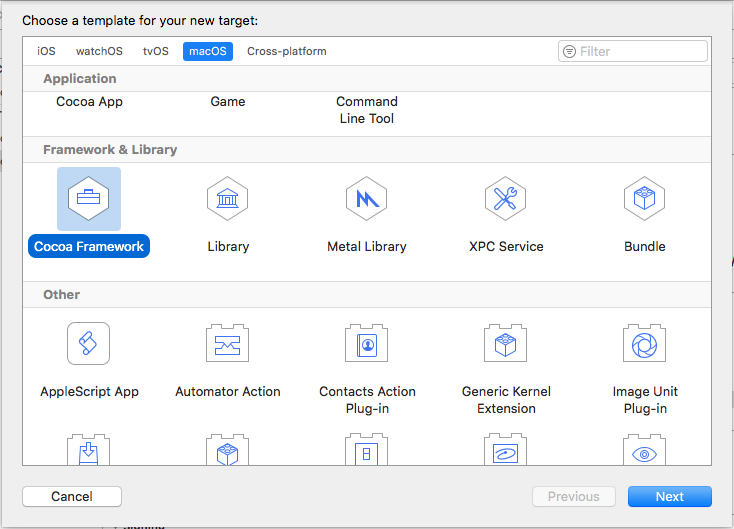 Choose a template for your new target:
iOS watchOS tvOS macOS Cross-platform Filter
Application
Cocoa App Game Command
Line Tool
Framework & Library
Cocoa Framework Library Metal Library XPC Service Bundle
Other
AppleScript App Automator Action Contacts Action Generic Kernel Image Unit
Plug-in Extension Plug-in
Cancel Previous Next